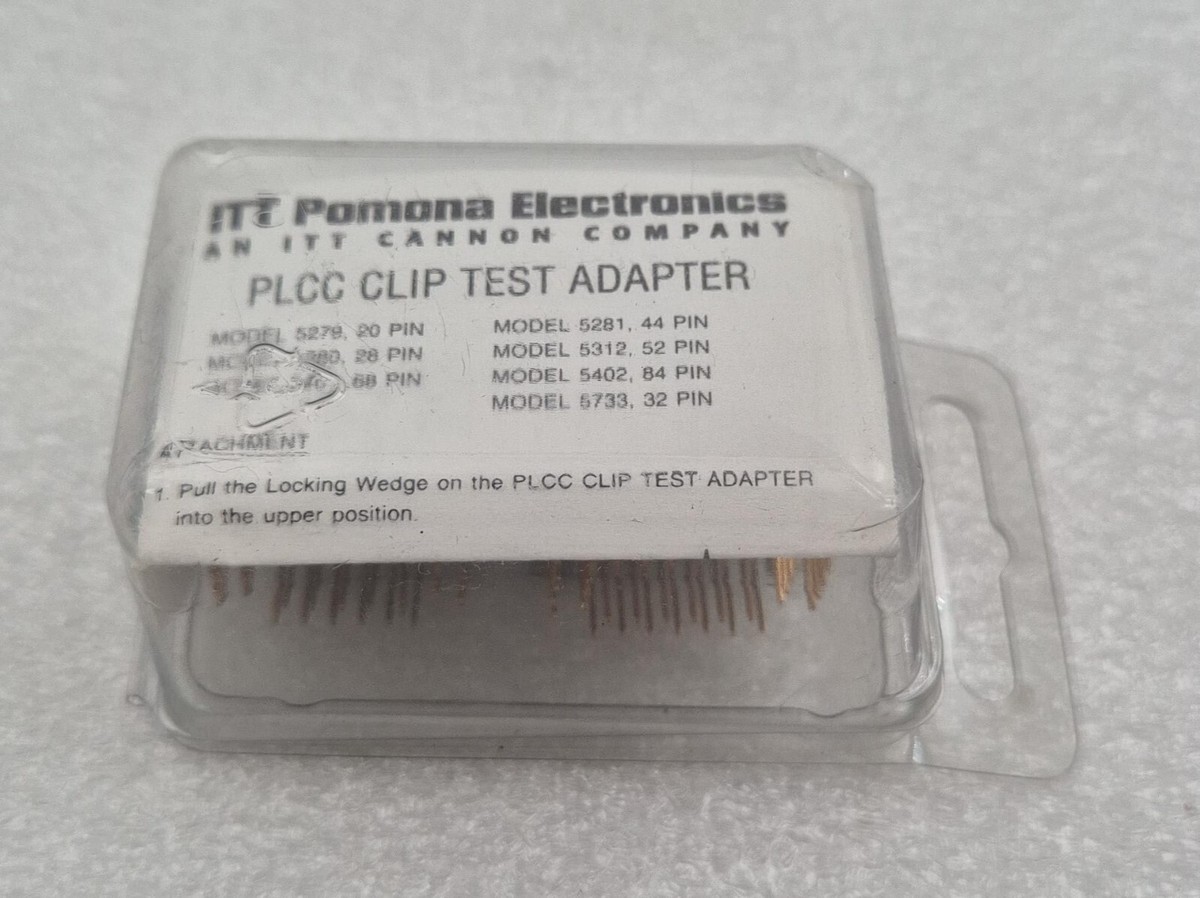 ITT Pomona Electronics
AN ITT CANNON COMPANY
PLCC CLIP TEST ADAPTER
MODEL 5279, 20 PIN
28 PIN
68 PIN
MODEL 5281, 44 PIN
MODEL 5312, 52 PIN
MODEL 5402, 84 PIN
MODEL 5733, 32 PIN
ATTACHMENT
1. Pull the Locking Wedge on the PLCC CLIP TEST ADAPTER
into the upper position.